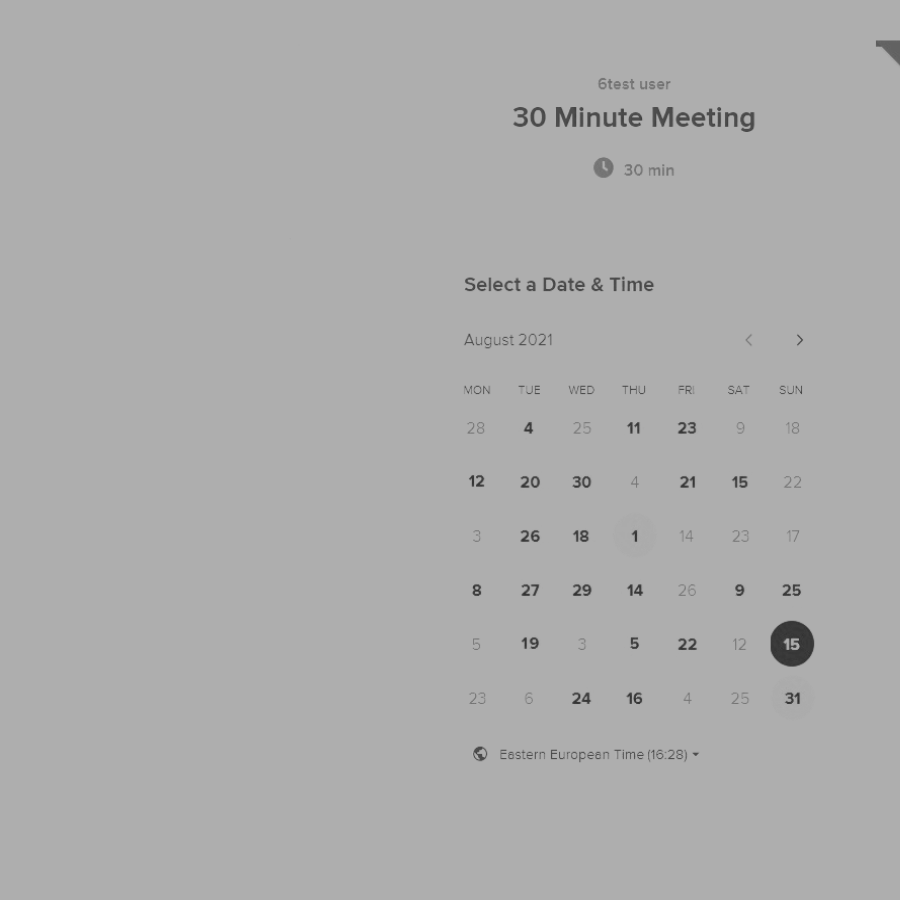 6test user
30 Minute Meeting
30 min
Select a Date & Time
August 2021
MON TUE WED THU FRI SAT SUN
28 4 25 11 23 9 18
12 20 30 4 21 15 22
3 26 18 1 14 23 17
8 27 29 14 26 9 25
5 19 3 5 22 12 15
23 6 24 16 4 25 31
Eastern European Time (16:28)